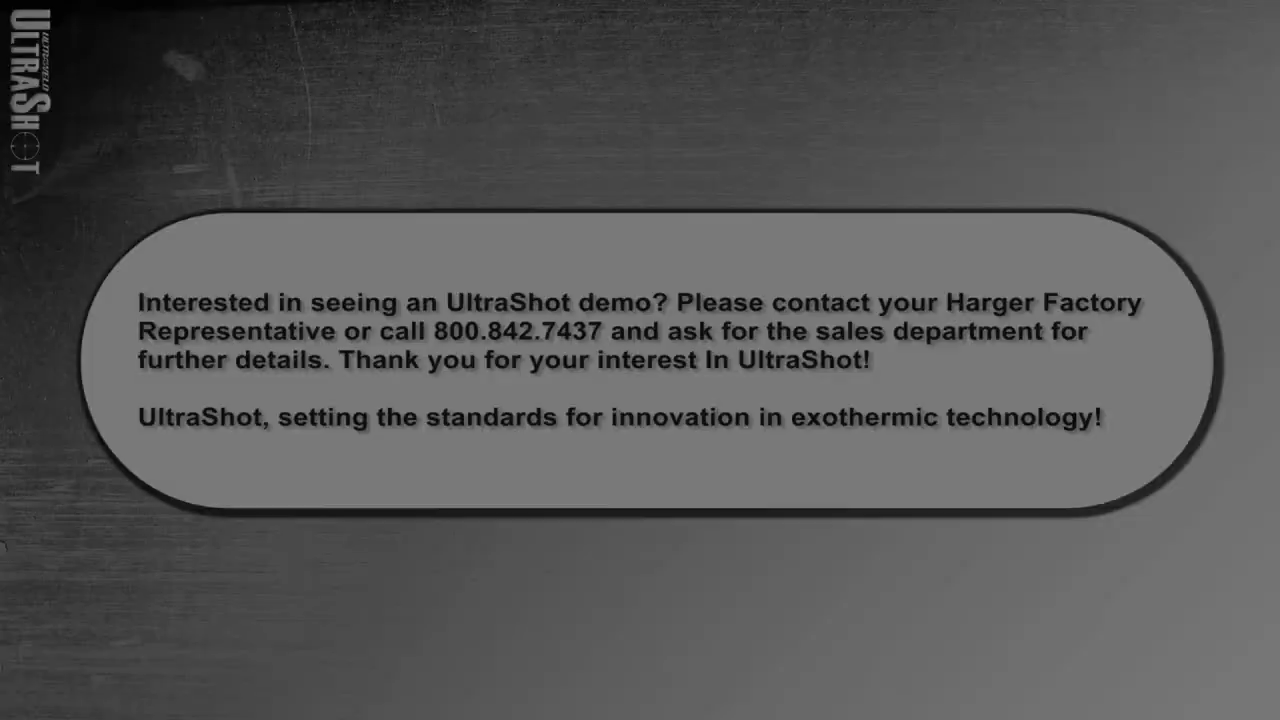 ULTRASHOT
ULTRAWELD
Interested in seeing an UltraShot demo? Please contact your Harger Factory
Representative or call 800.842.7437 and ask for the sales department for
further details. Thank you for your interest In UltraShot!
UltraShot, setting the standards for innovation in exothermic technology!